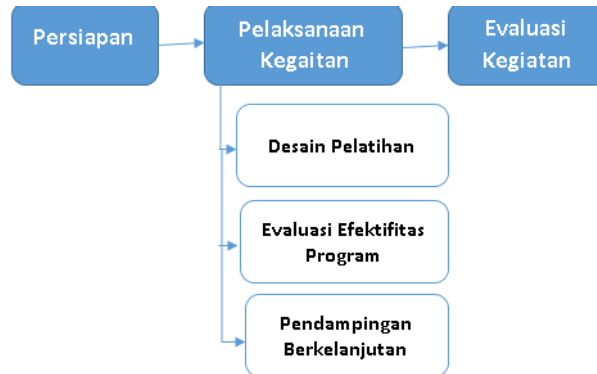 Persiapan
Pelaksanaan
Kegaitan
Evaluasi
Kegiatan
Desain Pelatihan
Evaluasi Efektifitas
Program
Pendampingan
Berkelanjutan